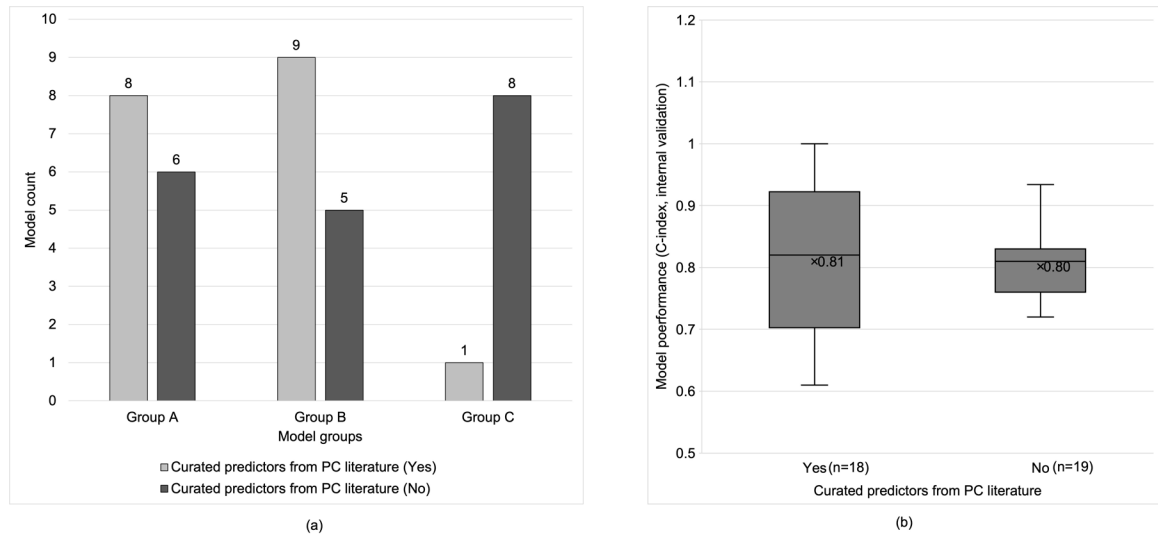 10
9
8
7
6
5
4
3
2
1
0
8
6
9
5
1
8
Group A
Group B
Group C
Model count
Model groups
Curated predictors from PC literature (Yes)
Curated predictors from PC literature (No)
(a)
1.2
1.1
1
0.9
0.8
0.7
0.6
0.5
Model poerformance (C-index, internal validation)
×0.81
×0.80
Yes (n=18)
No (n=19)
Curated predictors from PC literature
(b)